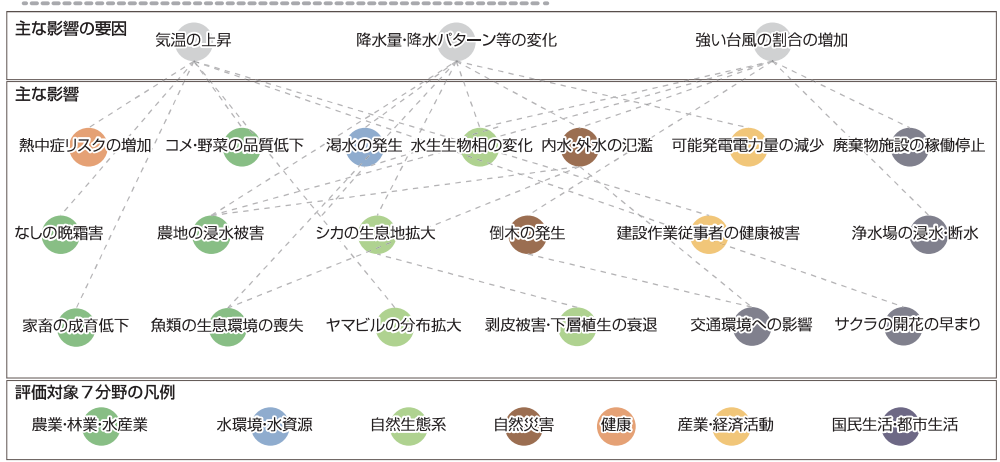 主な影響の要因
気温の上昇 降水量・降水パターン等の変化 強い台風の割合の増加
主な影響
熱中症リスクの増加 コメ・野菜の品質低下 渇水の発生 水生生物相の変化 内水・外水の氾濫 可能発電電力量の減少 廃棄物施設の稼働停止
なしの晩霜害 農地の浸水被害 シカの生息地拡大 倒木の発生 建設作業従事者の健康被害 浄水場の浸水・断水
家畜の成育低下 魚類の生息環境の喪失 ヤマビルの分布拡大 剥皮被害・下層植生の衰退 交通環境への影響 サクラの開花の早まり
評価対象７分野の凡例
農業・林業・水産業 水環境・水資源 自然生態系 自然災害 健康 産業・経済活動 国民生活・都市生活